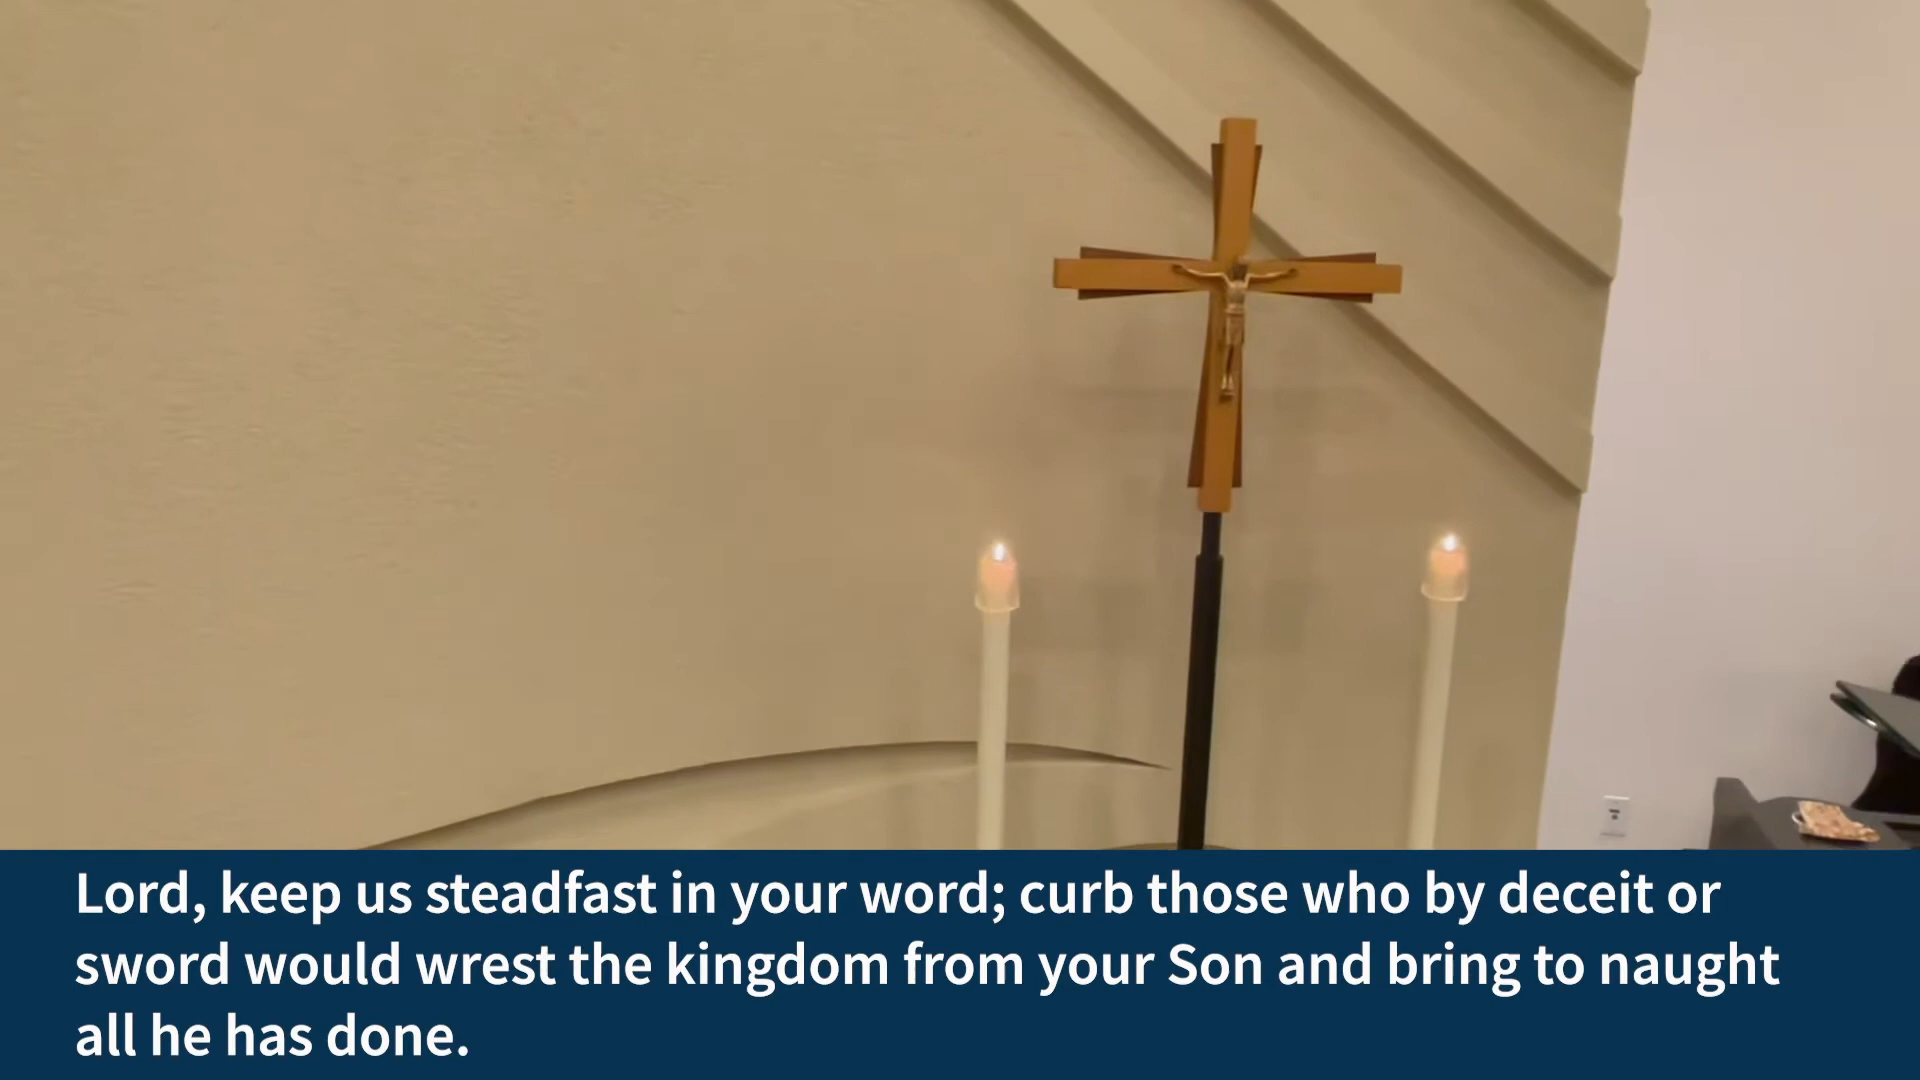 Lord, keep us steadfast in your word; curb those who by deceit or
sword would wrest the kingdom from your Son and bring to naught
all he has done.